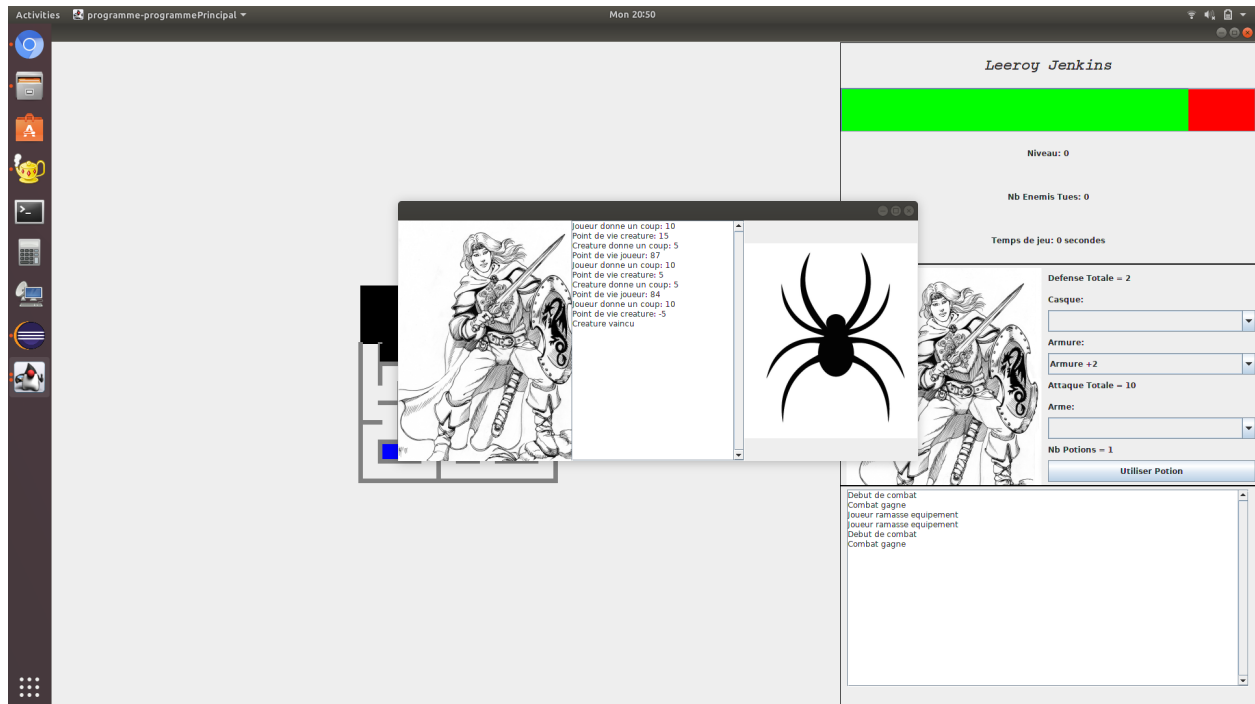 Activities
programme-programmePrincipal
Mon 20:50
Leeroy Jenkins
Niveau: 0
Nb Enemis Tues: 0
Temps de jeu: 0 secondes
Joueur donne un coup: 10
Point de vie creature: 15
Creature donne un coup: 5
Point de vie joueur: 87
Joueur donne un coup: 10
Point de vie creature: 5
Creature donne un coup: 5
Point de vie joueur: 84
Joueur donne un coup: 10
Point de vie creature: -5
Creature vaincu
Defense Totale = 2
Casque:
Armure:
Armure +2
Attaque Totale = 10
Arme:
Nb Potions = 1
Utiliser Potion
Debut de combat
Combat gagne
Joueur ramasse equipement
Joueur ramasse equipement
Debut de combat
Combat gagne